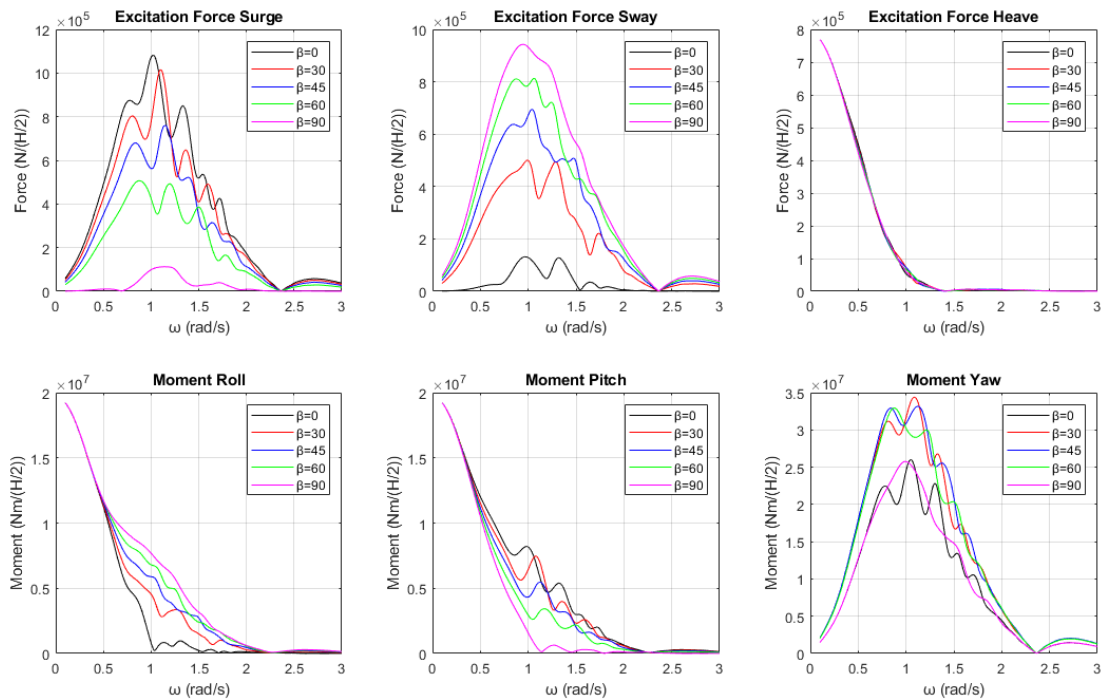 Excitation Force Surge
×10⁵
Force (N/(H/2))
12
10
8
6
4
2
0
0 0.5 1 1.5 2 2.5 3
ω (rad/s)
β=0
β=30
β=45
β=60
β=90
Excitation Force Sway
×10⁵
Force (N/(H/2))
10
8
6
4
2
0
0 0.5 1 1.5 2 2.5 3
ω (rad/s)
β=0
β=30
β=45
β=60
β=90
Excitation Force Heave
×10⁵
Force (N/(H/2))
8
7
6
5
4
3
2
1
0
0 0.5 1 1.5 2 2.5 3
ω (rad/s)
β=0
β=30
β=45
β=60
β=90
Moment Roll
×10⁷
Moment (Nm/(H/2))
2
1.5
1
0.5
0
0 0.5 1 1.5 2 2.5 3
ω (rad/s)
β=0
β=30
β=45
β=60
β=90
Moment Pitch
×10⁷
Moment (Nm/(H/2))
2
1.5
1
0.5
0
0 0.5 1 1.5 2 2.5 3
ω (rad/s)
β=0
β=30
β=45
β=60
β=90
Moment Yaw
×10⁷
Moment (Nm/(H/2))
3.5
3
2.5
2
1.5
1
0.5
0
0 0.5 1 1.5 2 2.5 3
ω (rad/s)
β=0
β=30
β=45
β=60
β=90